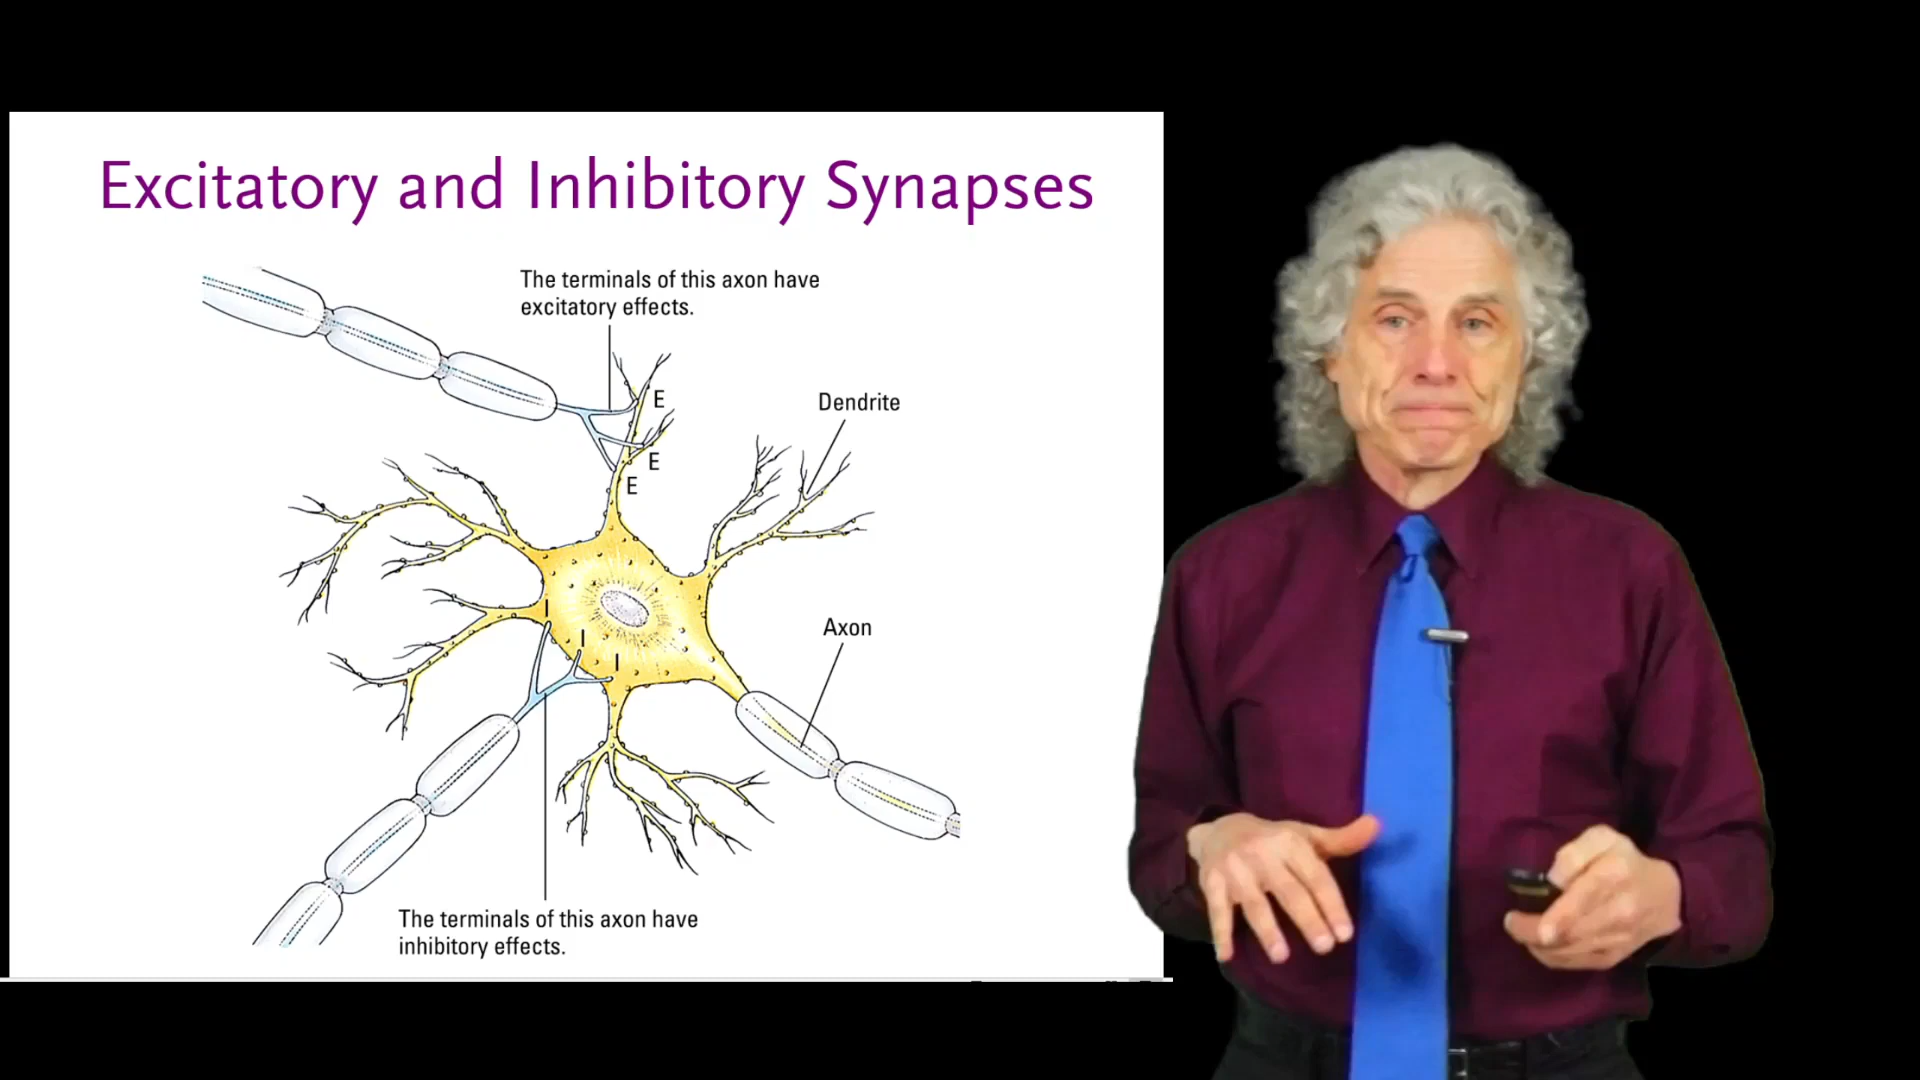 Excitatory and Inhibitory Synapses
The terminals of this axon have
excitatory effects.
E
Dendrite
E
E
I
Axon
I
I
The terminals of this axon have
inhibitory effects.